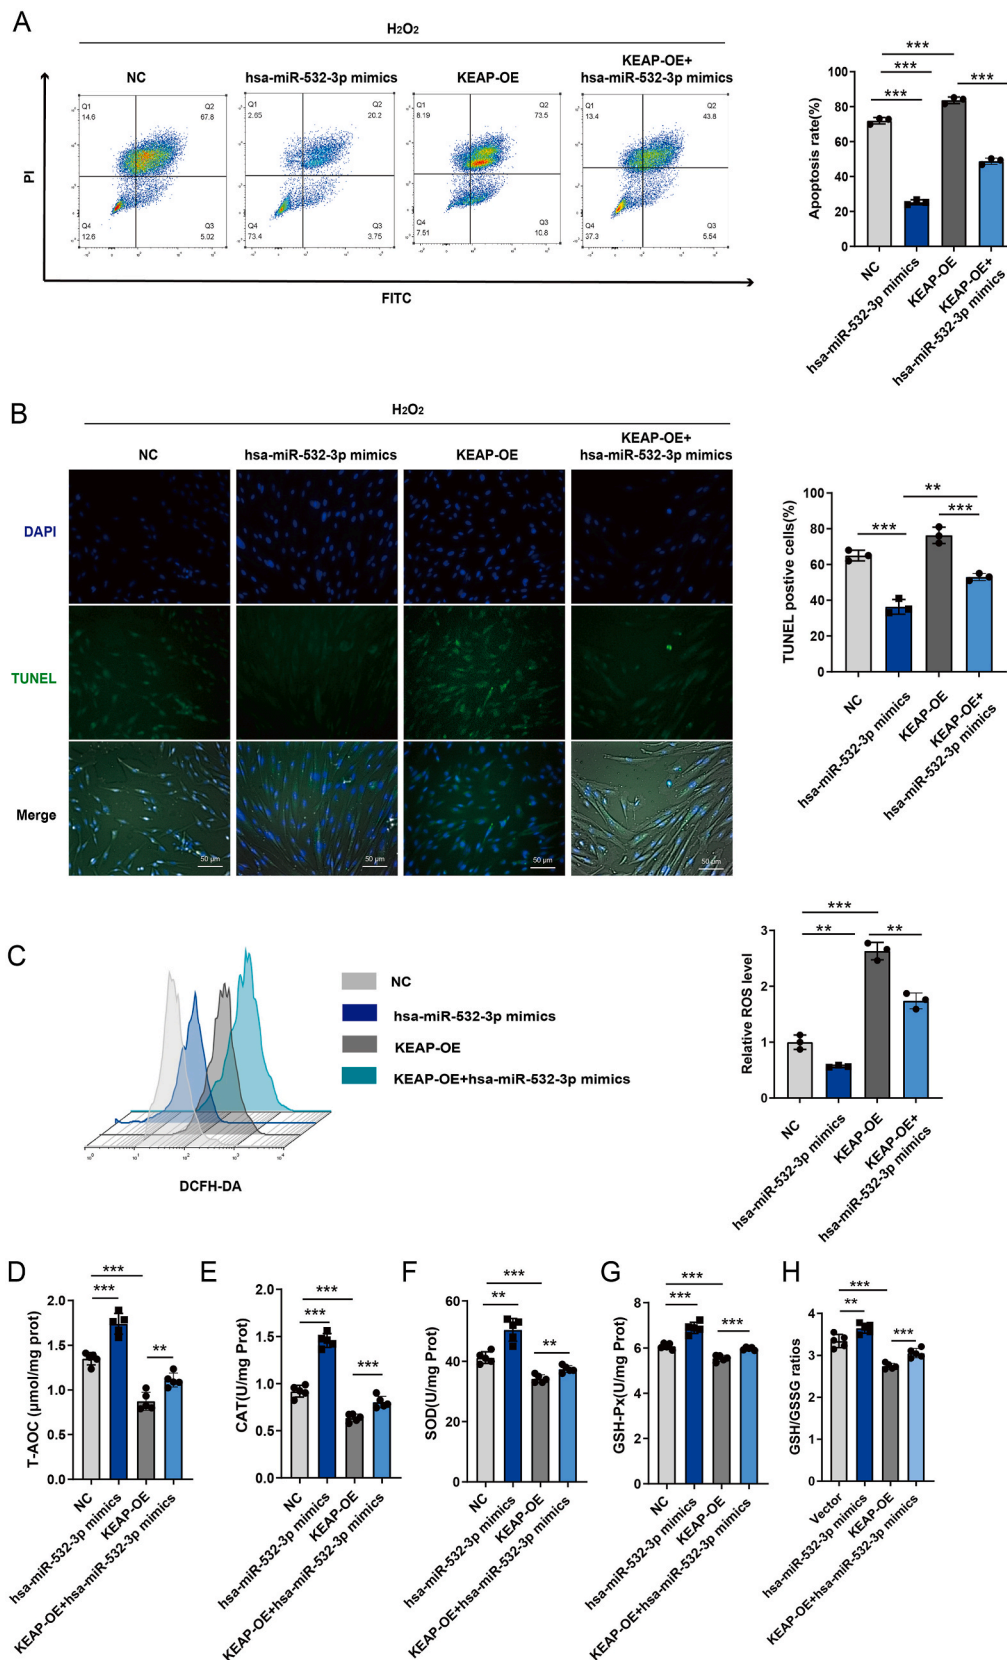 A
H₂O₂
NC
hsa-miR-532-3p mimics
KEAP-OE
KEAP-OE+
hsa-miR-532-3p mimics
Q1
14.6
Q2
67.8
Q4
12.6
Q3
5.02
Q1
2.65
Q2
20.2
Q4
73.4
Q3
3.75
Q1
8.19
Q2
73.5
Q4
7.51
Q3
10.8
Q1
13.4
Q2
43.8
Q4
37.3
Q3
5.54
PI
FITC
Apoptosis rate(%)
100
80
60
40
20
0
***
***
***
***
NC
hsa-miR-532-3p mimics
KEAP-OE
KEAP-OE+
hsa-miR-532-3p mimics
B
H₂O₂
NC
hsa-miR-532-3p mimics
KEAP-OE
KEAP-OE+
hsa-miR-532-3p mimics
DAPI
TUNEL
Merge
50 μm
50 μm
50 μm
50 μm
TUNEL postive cells(%)
100
80
60
40
20
0
**
***
***
NC
hsa-miR-532-3p mimics
KEAP-OE
KEAP-OE+
hsa-miR-532-3p mimics
C
NC
hsa-miR-532-3p mimics
KEAP-OE
KEAP-OE+hsa-miR-532-3p mimics
10⁰
10¹
10²
10³
10⁴
DCFH-DA
Relative ROS level
3
2
1
0
***
**
**
NC
hsa-miR-532-3p mimics
KEAP-OE
KEAP-OE+
hsa-miR-532-3p mimics
D
T-AOC (μmol/mg prot)
2.0
1.5
1.0
0.5
0.0
***
***
**
NC
hsa-miR-532-3p mimics
KEAP-OE
KEAP-OE+hsa-miR-532-3p mimics
E
CAT(U/mg Prot)
2.0
1.5
1.0
0.5
0.0
***
***
***
NC
hsa-miR-532-3p mimics
KEAP-OE
KEAP-OE+hsa-miR-532-3p mimics
F
SOD(U/mg Prot)
60
40
20
0
***
**
**
NC
hsa-miR-532-3p mimics
KEAP-OE
KEAP-OE+hsa-miR-532-3p mimics
G
GSH-Px(U/mg Prot)
8
6
4
2
0
***
***
***
NC
hsa-miR-532-3p mimics
KEAP-OE
KEAP-OE+hsa-miR-532-3p mimics
H
GSH/GSSG ratios
4
3
2
1
0
***
**
***
Vector
hsa-miR-532-3p mimics
KEAP-OE
KEAP-OE+hsa-miR-532-3p mimics